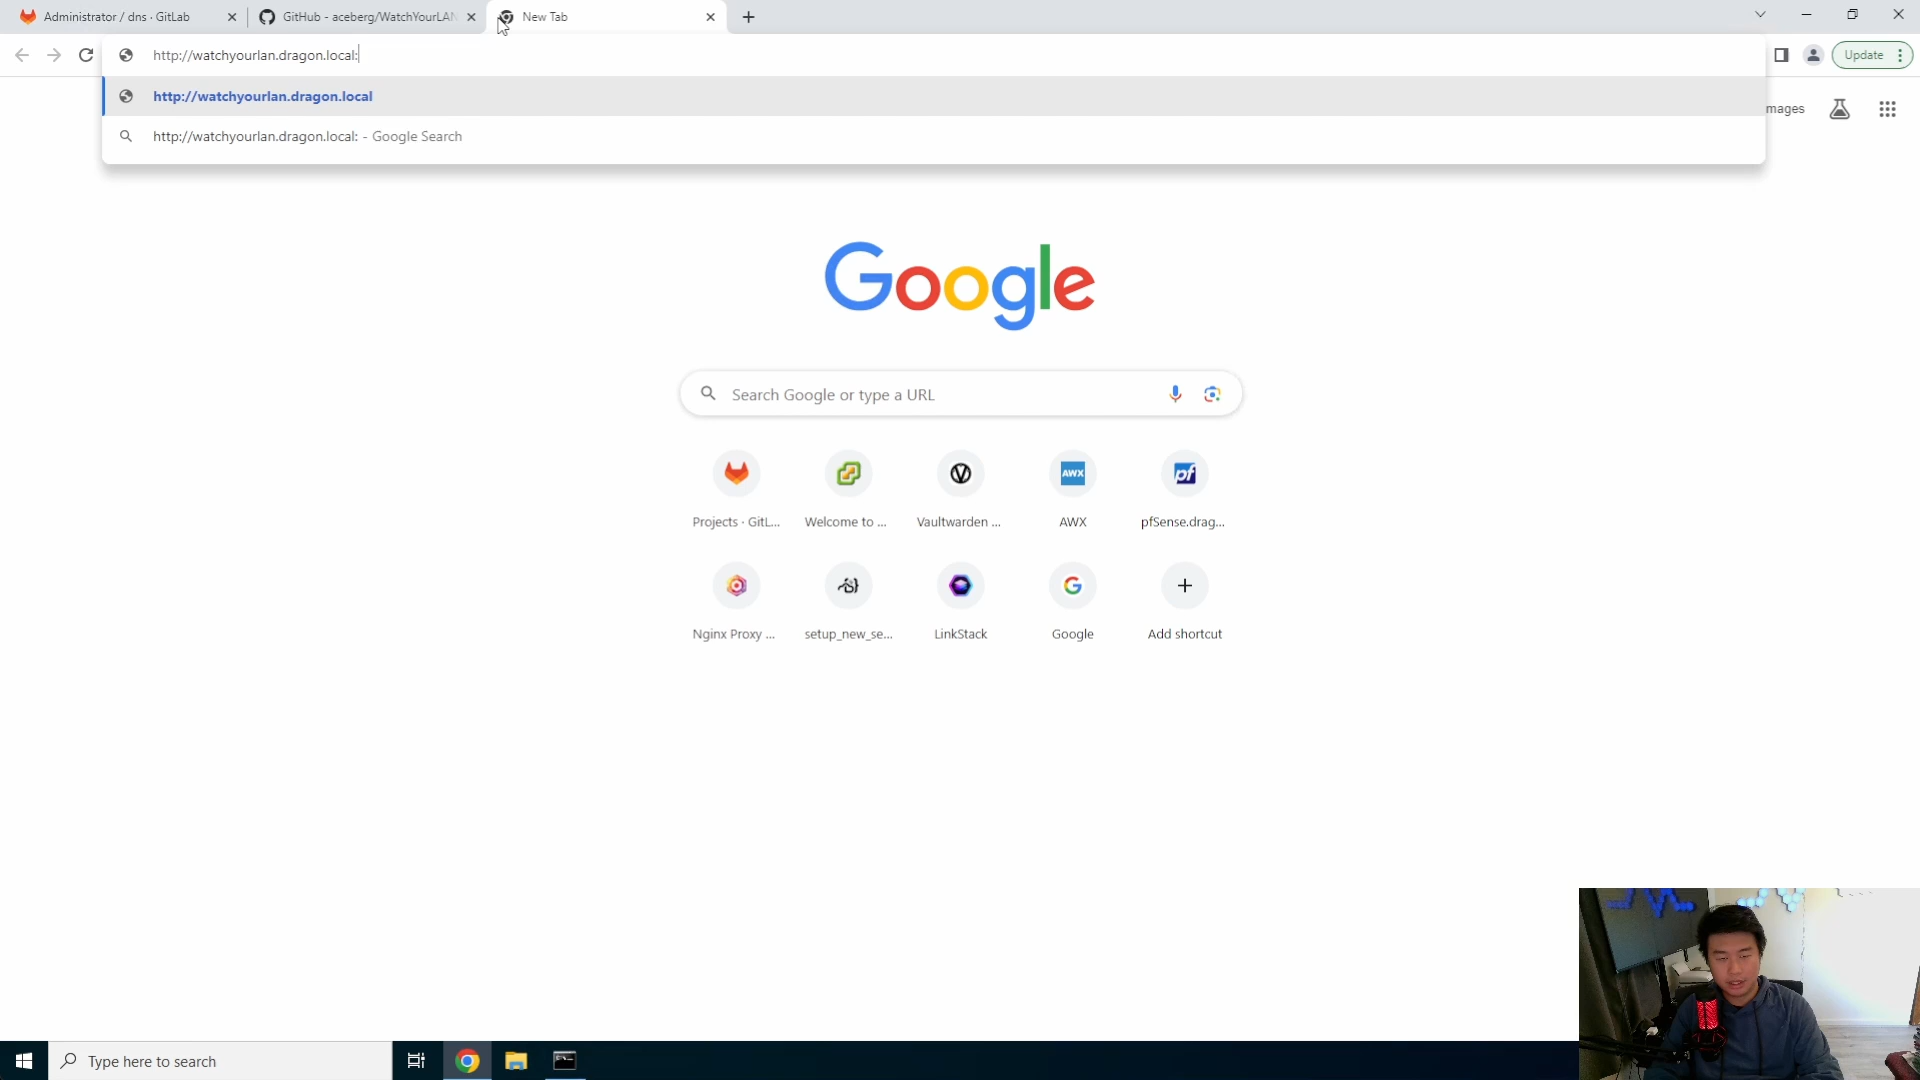 Administrator / dns · GitLab
GitHub - aceberg/WatchYourLAN
New Tab
http://watchyourlan.dragon.local:
Update
http://watchyourlan.dragon.local
http://watchyourlan.dragon.local: - Google Search
mages
Google
Search Google or type a URL
Projects · GitL...
Welcome to ...
Vaultwarden ...
AWX
AWX
pf
pfSense.drag...
Nginx Proxy ...
setup_new_se...
LinkStack
Google
Add shortcut
Type here to search